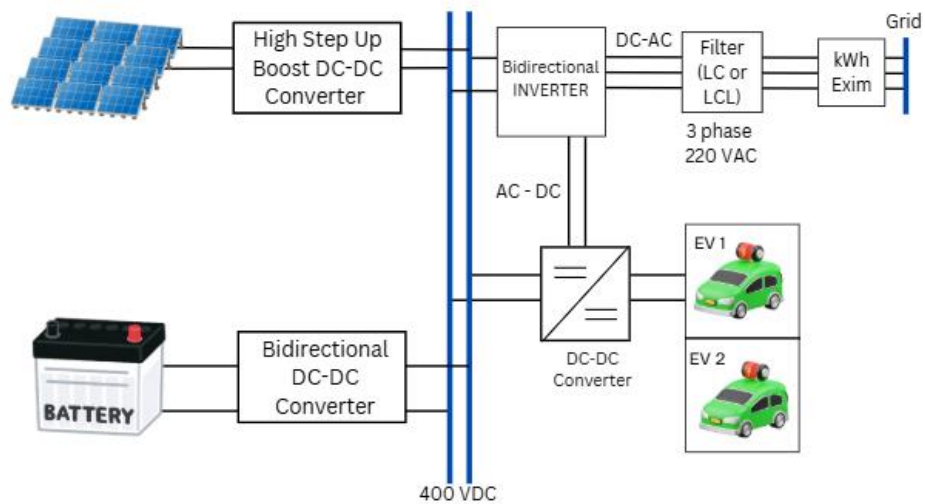 High Step Up
Boost DC-DC
Converter
Bidirectional
INVERTER
DC-AC
Filter
(LC or
LCL)
3 phase
220 VAC
kWh
Exim
Grid
AC - DC
EV 1
EV 2
DC-DC
Converter
BATTERY
Bidirectional
DC-DC
Converter
400 VDC